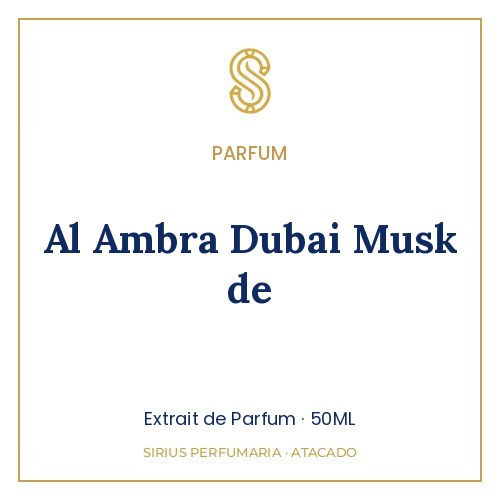 PARFUM
Al Ambra Dubai Musk
de
Extrait de Parfum · 50ML
SIRIUS PERFUMARIA · ATACADO